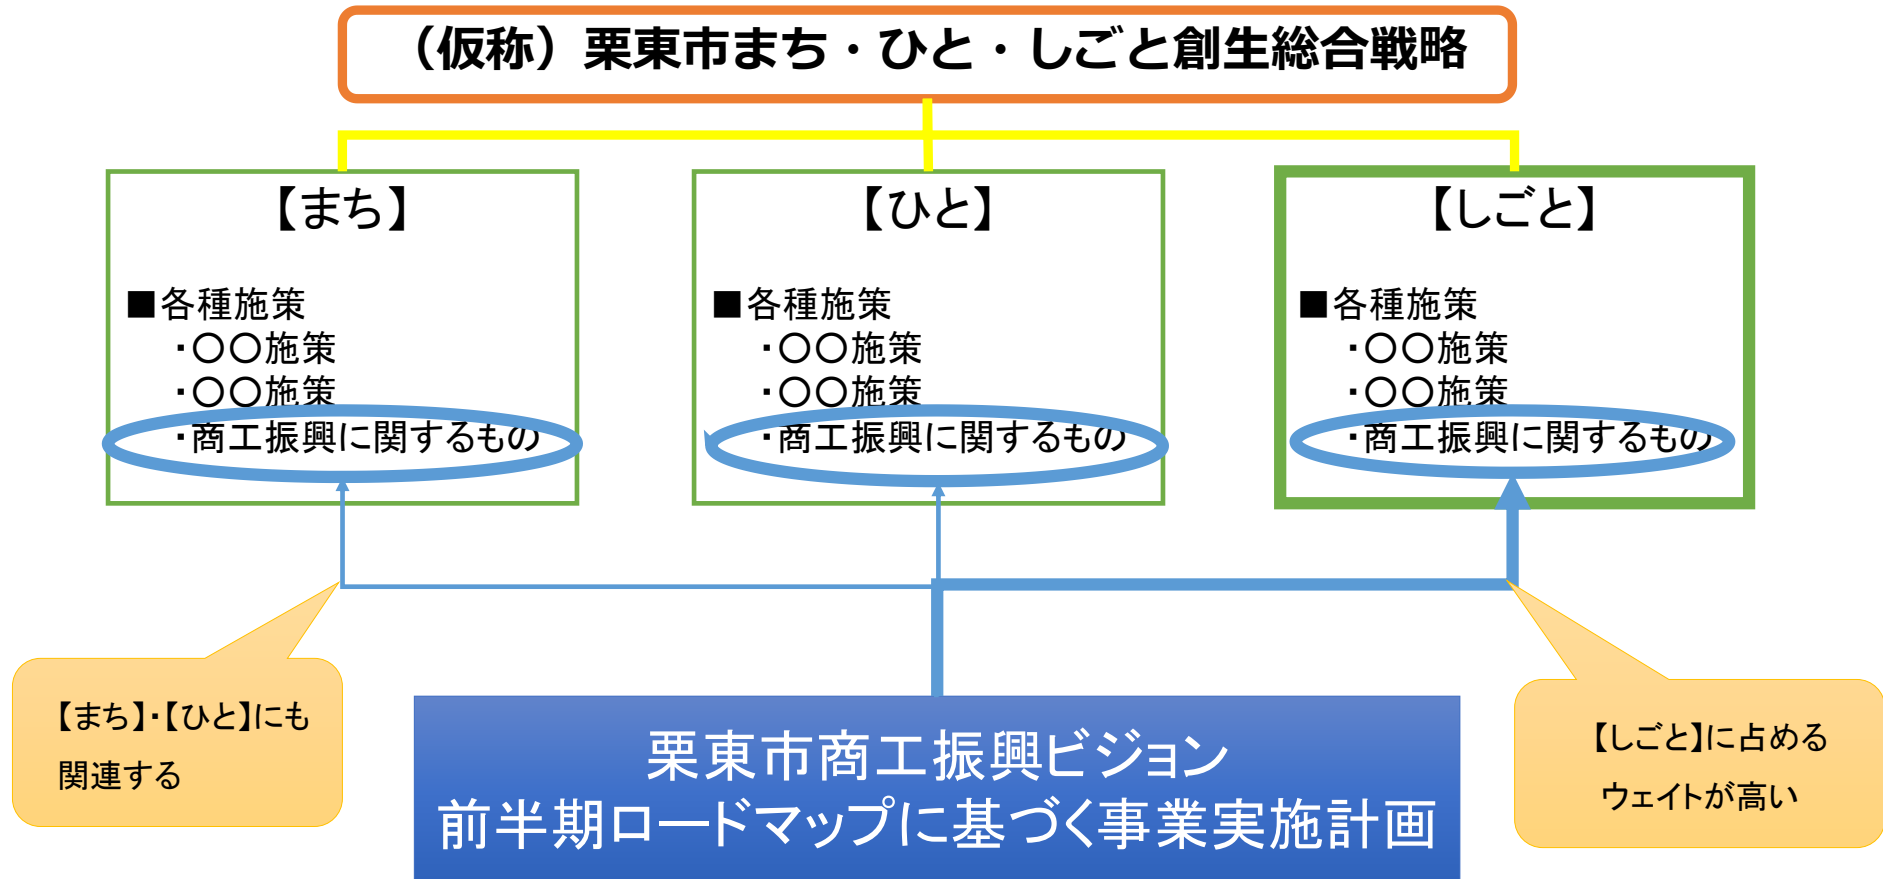 （仮称）栗東市まち・ひと・しごと創生総合戦略
【まち】
■各種施策
・〇〇施策
・〇〇施策
・商工振興に関するもの
【ひと】
■各種施策
・〇〇施策
・〇〇施策
・商工振興に関するもの
【しごと】
■各種施策
・〇〇施策
・〇〇施策
・商工振興に関するもの
【まち】・【ひと】にも
関連する
栗東市商工振興ビジョン
前半期ロードマップに基づく事業実施計画
【しごと】に占める
ウェイトが高い